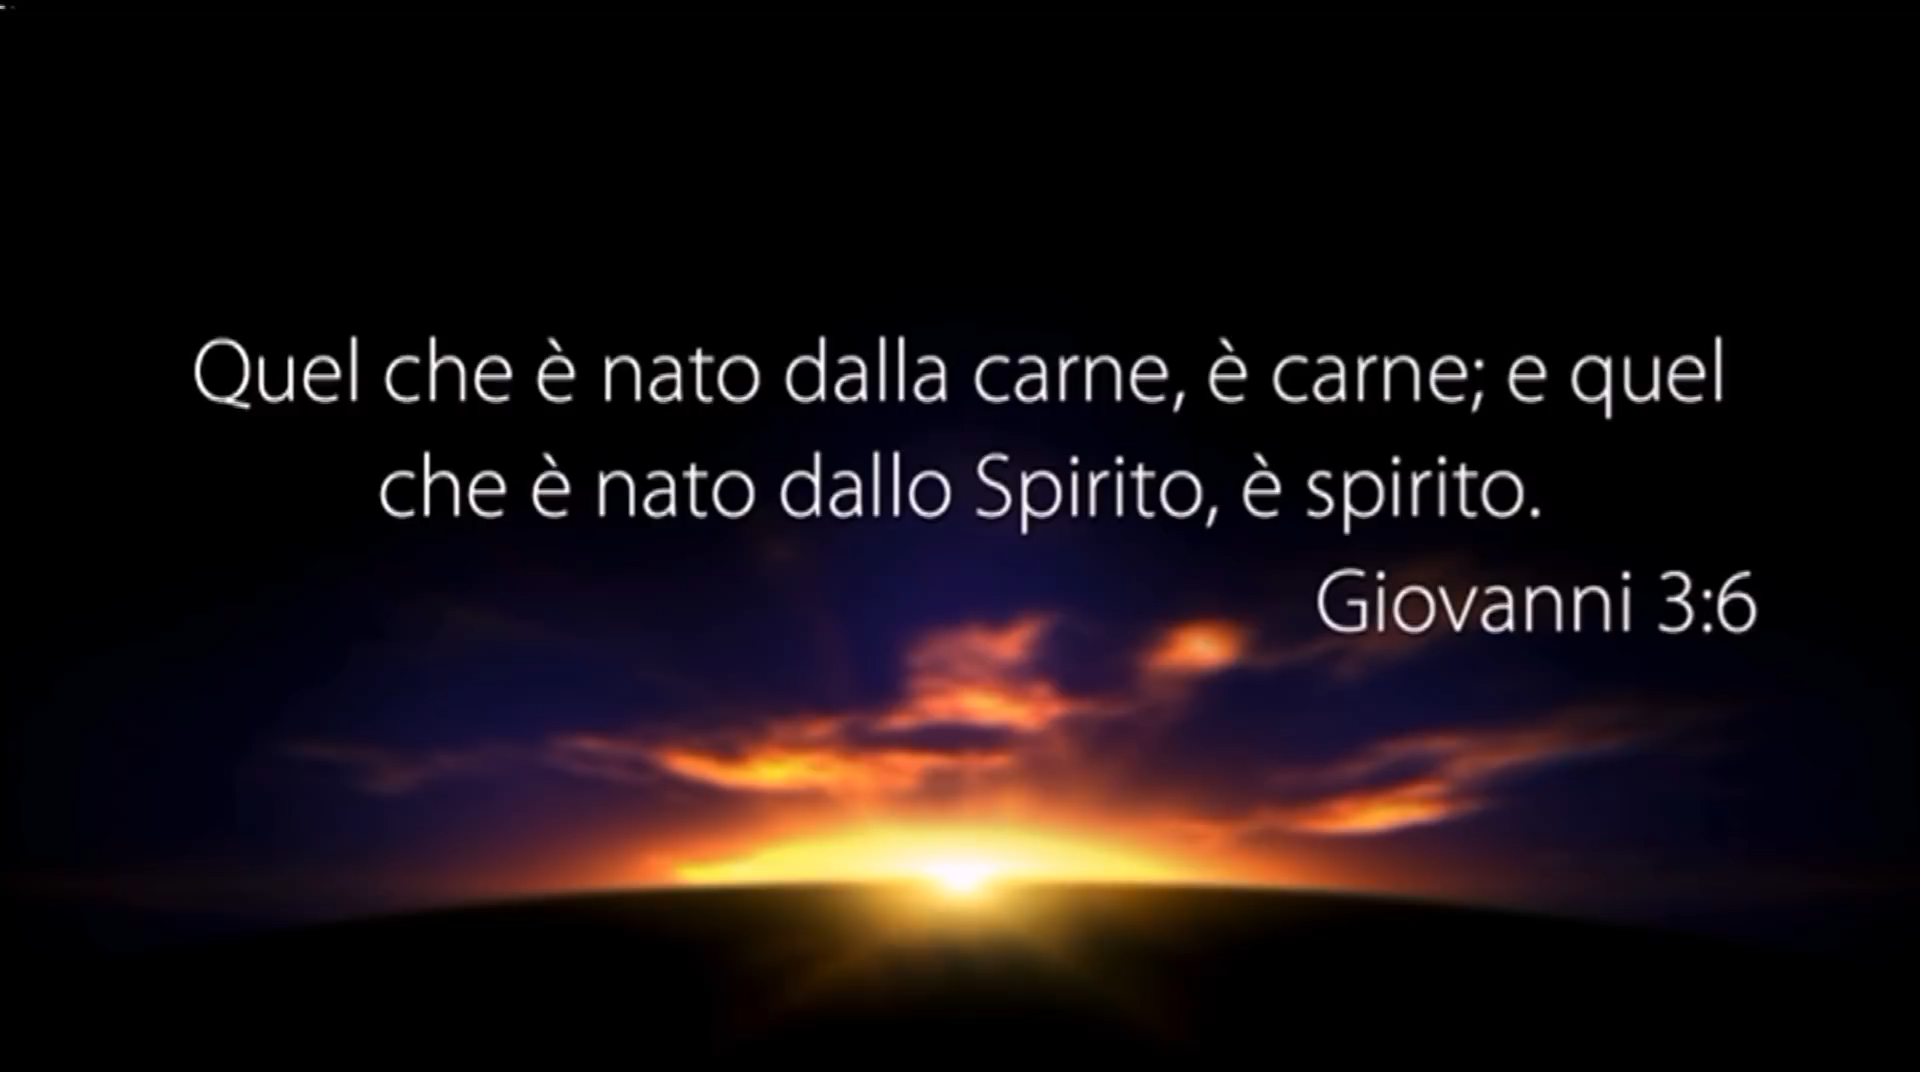 Quel che è nato dalla carne, è carne; e quel
che è nato dallo Spirito, è spirito.
Giovanni 3:6